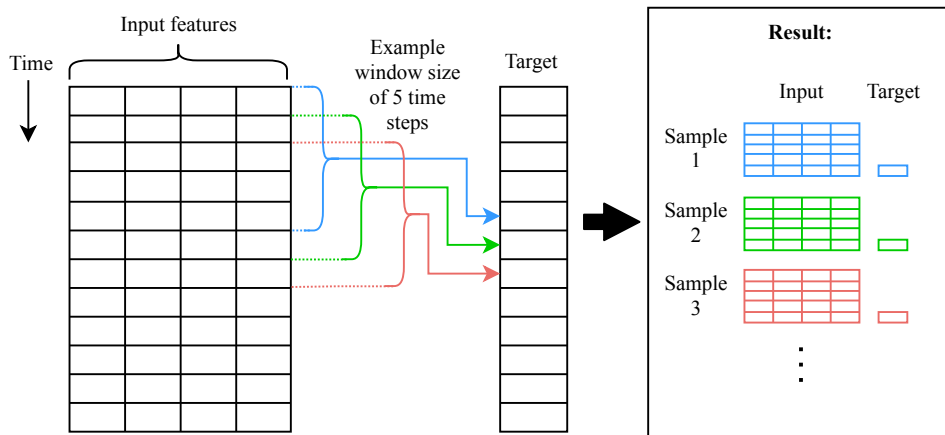 Input features
Time
Example
window size
of 5 time
steps
Target
Result:
Input
Target
Sample
1
Sample
2
Sample
3